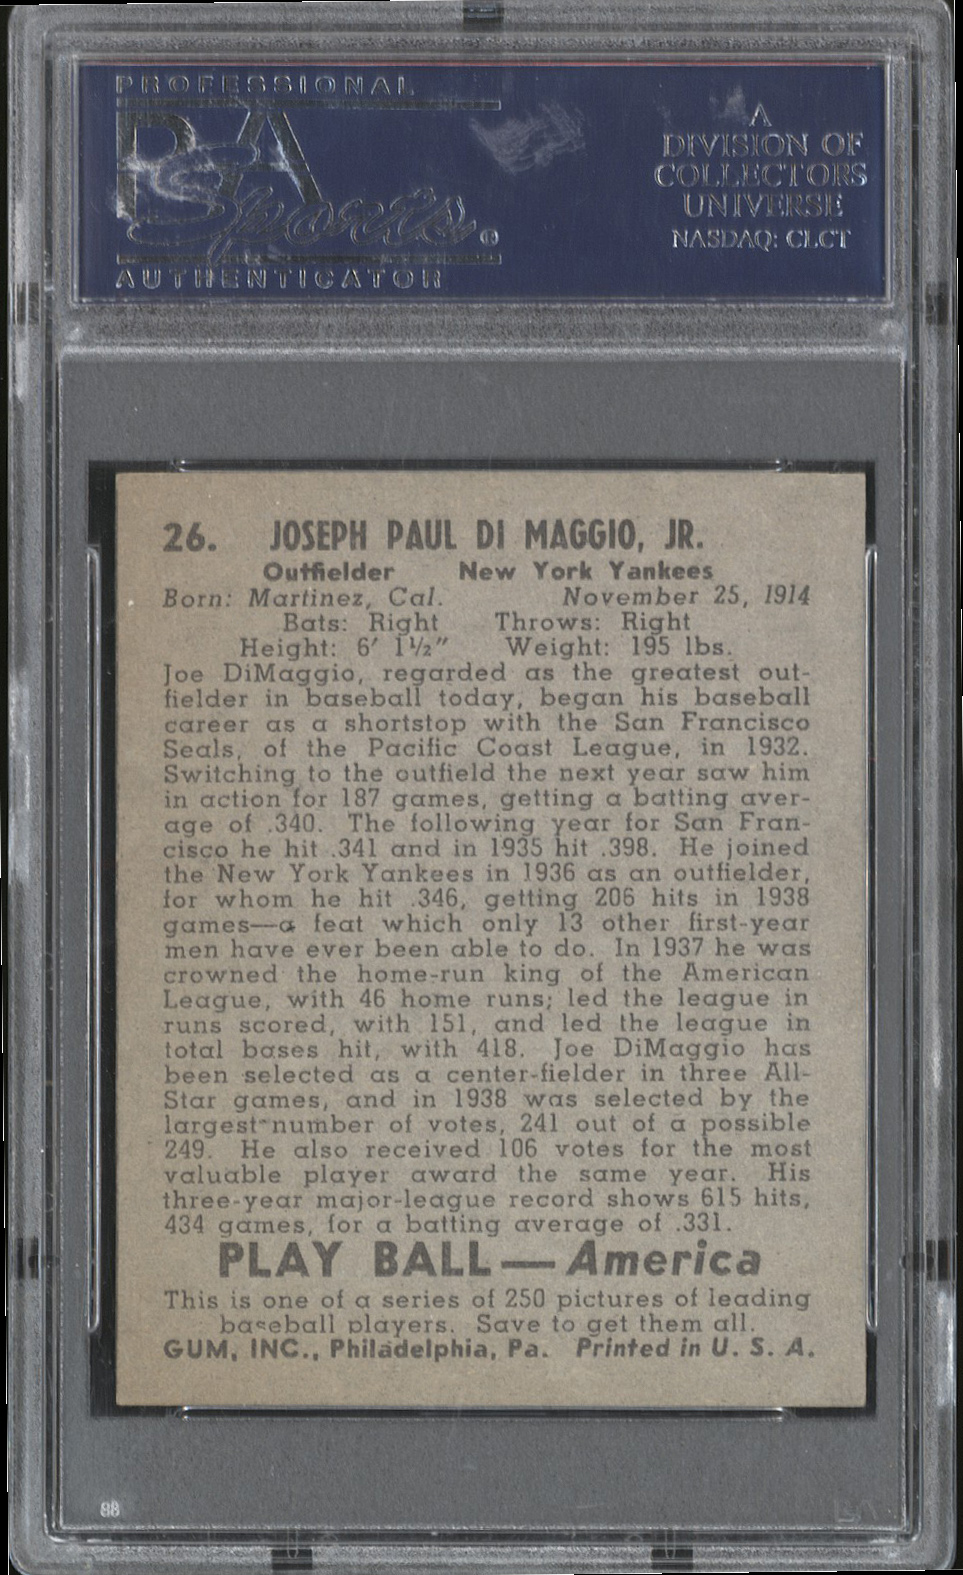 PROFESSIONAL
PSA
Sports®
AUTHENTICATOR
A
DIVISION OF
COLLECTORS
UNIVERSE
NASDAQ: CLCT
26. JOSEPH PAUL DI MAGGIO, JR.
Outfielder New York Yankees
Born: Martinez, Cal. November 25, 1914
Bats: Right Throws: Right
Height: 6′ 1½″ Weight: 195 lbs.
Joe DiMaggio, regarded as the greatest out-
fielder in baseball today, began his baseball
career as a shortstop with the San Francisco
Seals, of the Pacific Coast League, in 1932.
Switching to the outfield the next year saw him
in action for 187 games, getting a batting aver-
age of .340. The following year for San Fran-
cisco he hit .341 and in 1935 hit .398. He joined
the New York Yankees in 1936 as an outfielder,
for whom he hit .346, getting 206 hits in 1938
games—a feat which only 13 other first-year
men have ever been able to do. In 1937 he was
crowned the home-run king of the American
League, with 46 home runs; led the league in
runs scored, with 151, and led the league in
total bases hit, with 418. Joe DiMaggio has
been selected as a center-fielder in three All-
Star games, and in 1938 was selected by the
largest number of votes, 241 out of a possible
249. He also received 106 votes for the most
valuable player award the same year. His
three-year major-league record shows 615 hits,
434 games, for a batting average of .331.
PLAY BALL—America
This is one of a series of 250 pictures of leading
baseball players. Save to get them all.
GUM, INC., Philadelphia, Pa. Printed in U. S. A.
88